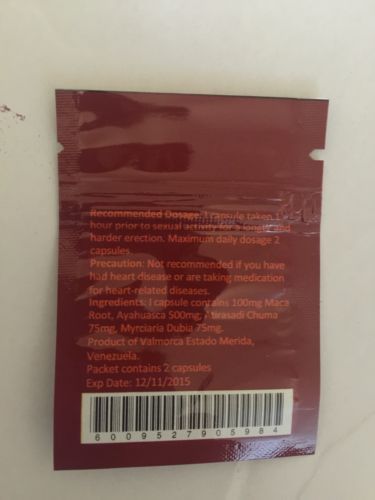 Recommended Dosage: I capsule taken 1
hour prior to sexual activity for a longer and
harder erection. Maximum daily dosage 2
capsules
Precaution: Not recommended if you have
had heart disease or are taking medication
for heart-related diseases.
Ingredients: I capsule contains 100mg Maca
Root, Ayahuasca 500mg, Atirasadi Chuma
75mg, Myrciaria Dubia 75mg.
Product of Valmorca Estado Merida,
Venezuela.
Packet contains 2 capsules
Exp Date: 12/11/2015
6009527905984